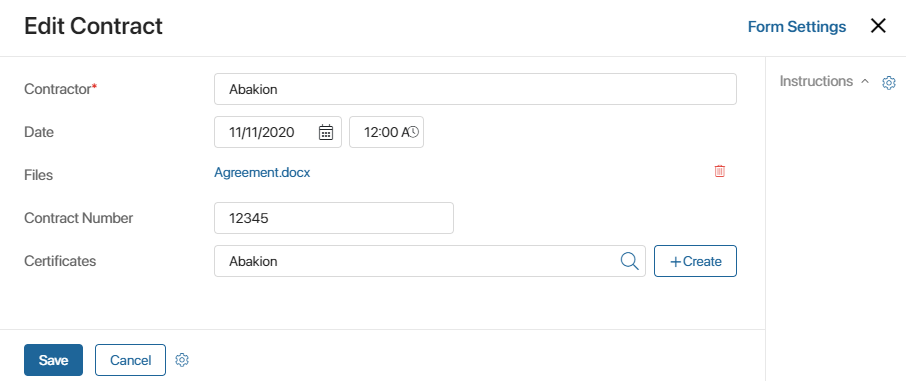 Edit Contract
Form Settings
Contractor*
Abakion
Instructions
Date
11/11/2020
12:00 A
Files
Agreement.docx
Contract Number
12345
Certificates
Abakion
+Create
Save
Cancel